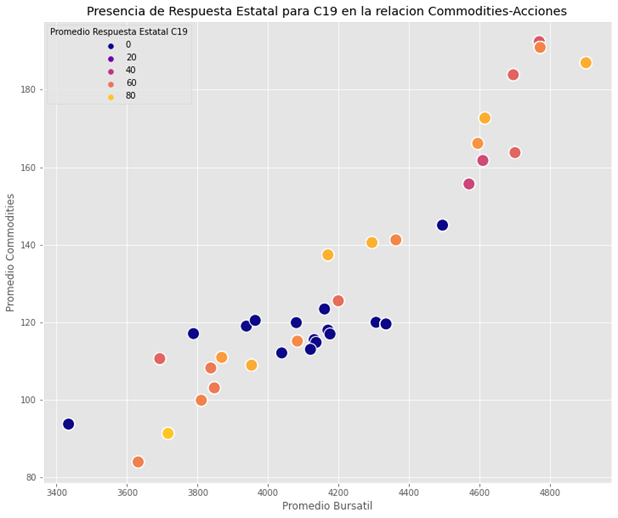 Presencia de Respuesta Estatal para C19 en la relacion Commodities-Acciones
Promedio Respuesta Estatal C19
0
20
40
60
80
Promedio Commodities
180
160
140
120
100
80
3400 3600 3800 4000 4200 4400 4600 4800
Promedio Bursatil